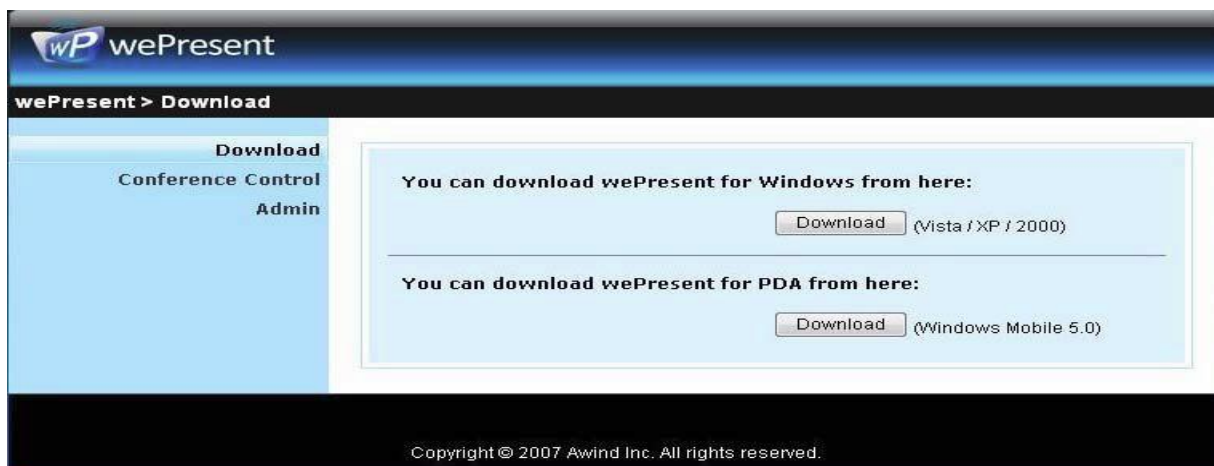 wP wePresent
wePresent > Download
Download
Conference Control
Admin
You can download wePresent for Windows from here:
Download (Vista / XP / 2000)
You can download wePresent for PDA from here:
Download (Windows Mobile 5.0)
Copyright © 2007 Awind Inc. All rights reserved.